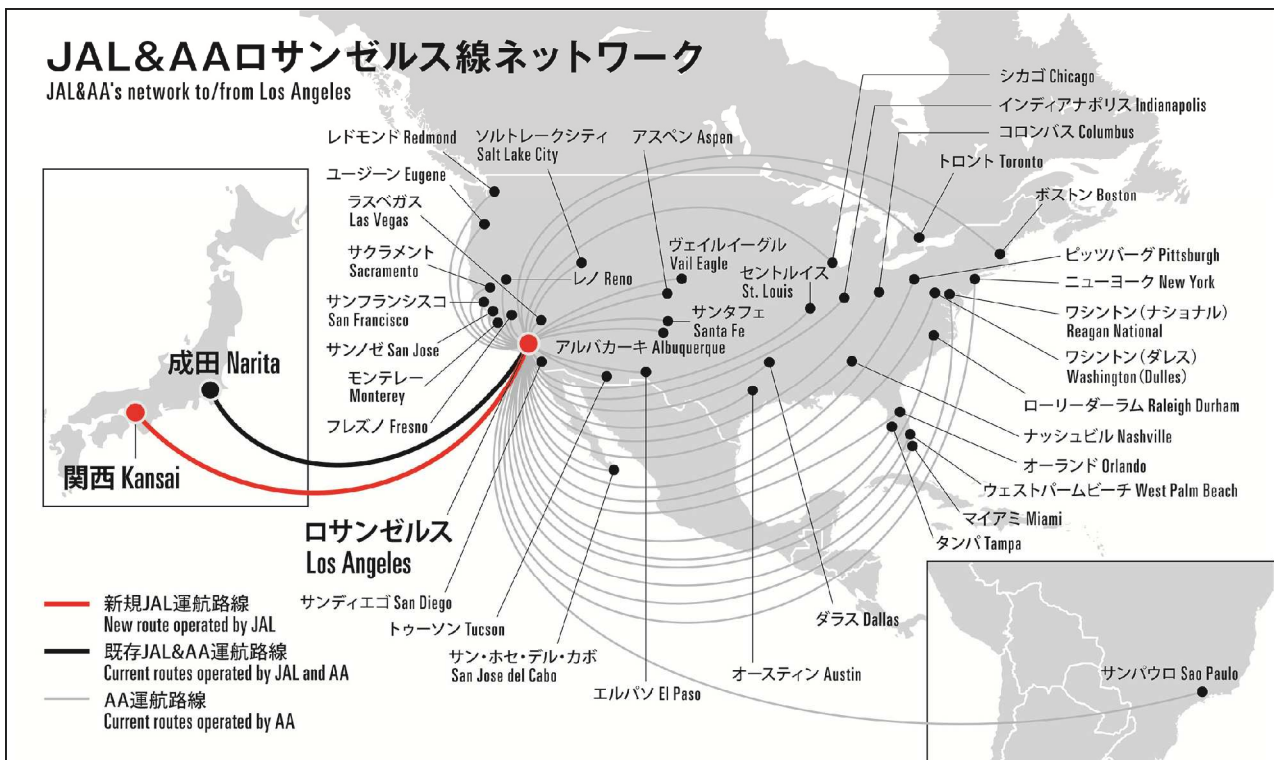 JAL&AAロサンゼルス線ネットワーク
JAL&AA's network to/from Los Angeles
シカゴ Chicago
インディアナポリス Indianapolis
コロンバス Columbus
トロント Toronto
ボストン Boston
レドモンド Redmond
ソルトレークシティ
Salt Lake City
アスペン Aspen
ユージーン Eugene
ラスベガス
Las Vegas
サクラメント
Sacramento
レノ Reno
ヴェイルイーグル
Vail Eagle
セントルイス
St. Louis
ピッツバーグ Pittsburgh
ニューヨーク New York
サンフランシスコ
San Francisco
サンタフェ
Santa Fe
ワシントン(ナショナル)
Reagan National
サンノゼ San Jose
アルバカーキ Albuquerque
ワシントン(ダレス)
Washington(Dulles)
成田 Narita
モンテレー
Monterey
フレズノ Fresno
ローリーダーラム Raleigh Durham
ナッシュビル Nashville
オーランド Orlando
関西 Kansai
ウェストパームビーチ West Palm Beach
マイアミ Miami
タンパ Tampa
ロサンゼルス
Los Angeles
サンディエゴ San Diego
トゥーソン Tucson
サン・ホセ・デル・カボ
San Jose del Cabo
エルパソ El Paso
オースティン Austin
ダラス Dallas
サンパウロ Sao Paulo
新規JAL運航路線
New route operated by JAL
既存JAL&AA運航路線
Current routes operated by JAL and AA
AA運航路線
Current routes operated by AA